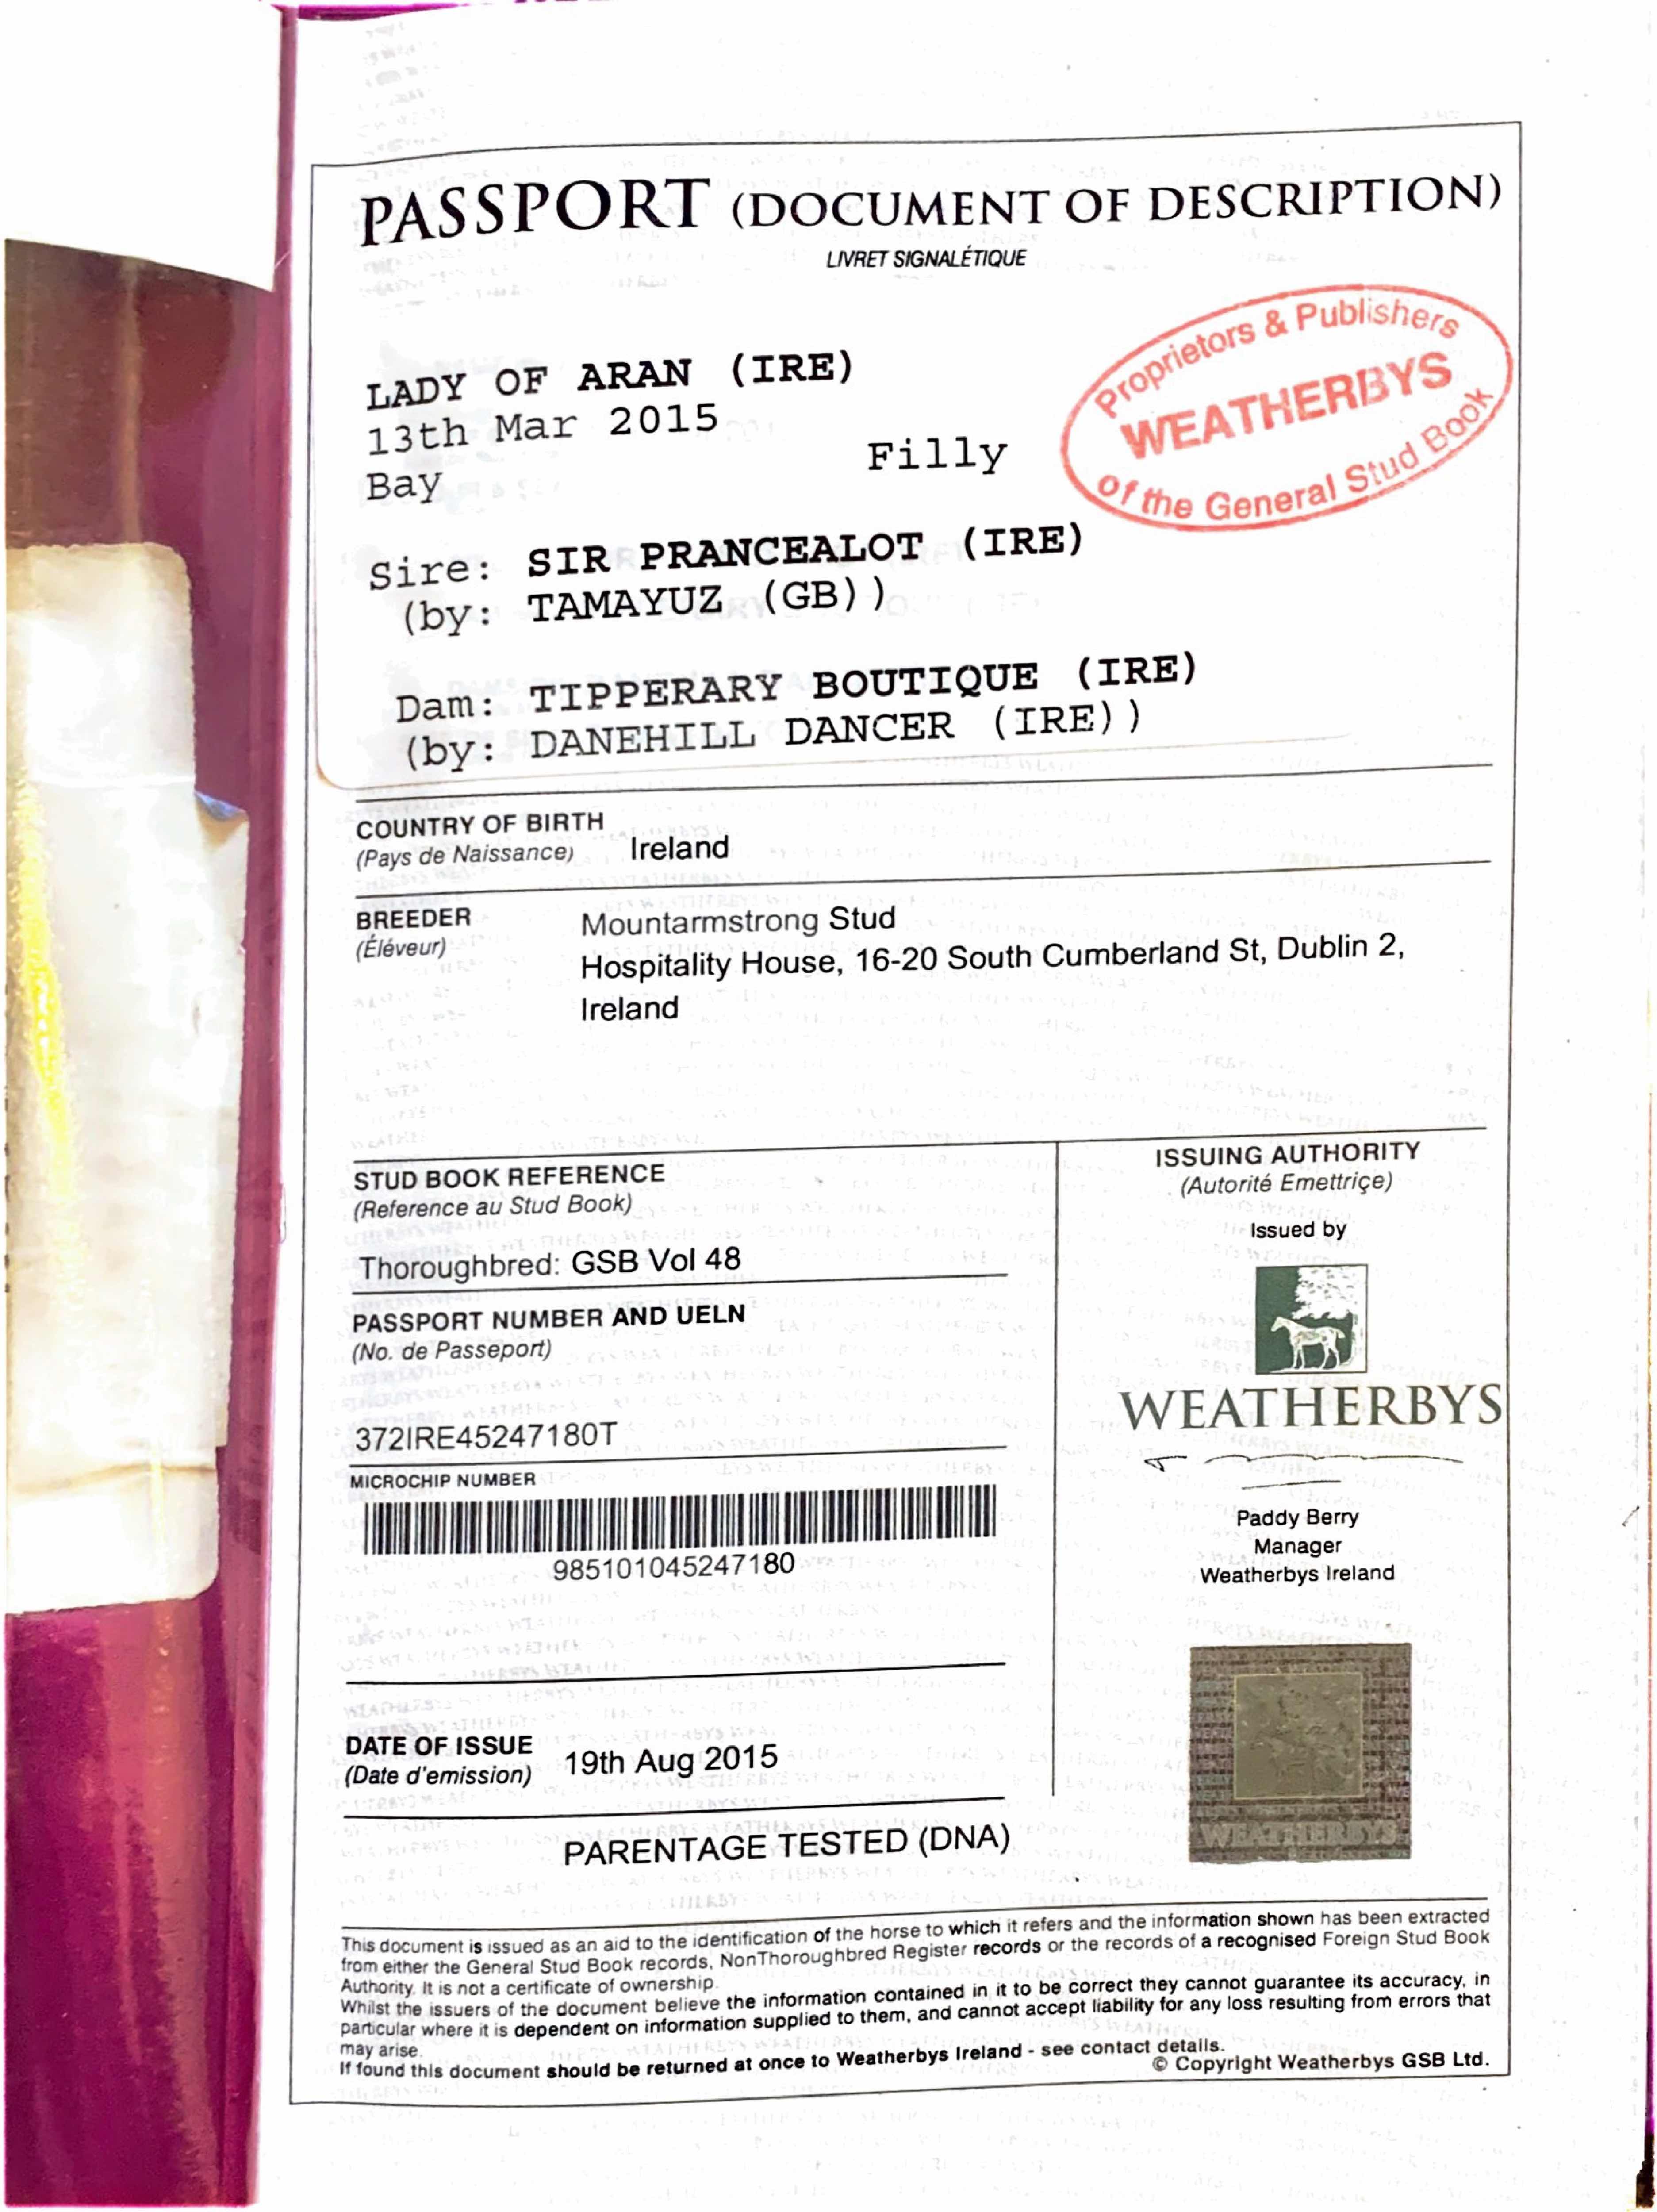 PASSPORT (DOCUMENT OF DESCRIPTION)
LIVRET SIGNALÉTIQUE
LADY OF ARAN (IRE)
13th Mar 2015
Bay Filly
Proprietors & Publishers
WEATHERBYS
of the General Stud Book
Sire: SIR PRANCEALOT (IRE)
(by: TAMAYUZ (GB))
Dam: TIPPERARY BOUTIQUE (IRE)
(by: DANEHILL DANCER (IRE))
COUNTRY OF BIRTH
(Pays de Naissance) Ireland
BREEDER
(Éléveur)
Mountarmstrong Stud
Hospitality House, 16-20 South Cumberland St, Dublin 2,
Ireland
STUD BOOK REFERENCE
(Reference au Stud Book)
Thoroughbred: GSB Vol 48
PASSPORT NUMBER AND UELN
(No. de Passeport)
372IRE45247180T
MICROCHIP NUMBER
985101045247180
DATE OF ISSUE
(Date d'emission) 19th Aug 2015
PARENTAGE TESTED (DNA)
ISSUING AUTHORITY
(Autorité Emettriçe)
Issued by
WEATHERBYS
Paddy Berry
Manager
Weatherbys Ireland
WEATHERBYS
This document is issued as an aid to the identification of the horse to which it refers and the information shown has been extracted
from either the General Stud Book records, NonThoroughbred Register records or the records of a recognised Foreign Stud Book
Authority. It is not a certificate of ownership.
Whilst the issuers of the document believe the information contained in it to be correct they cannot guarantee its accuracy, in
particular where it is dependent on information supplied to them, and cannot accept liability for any loss resulting from errors that
may arise.
If found this document should be returned at once to Weatherbys Ireland - see contact details.
© Copyright Weatherbys GSB Ltd.